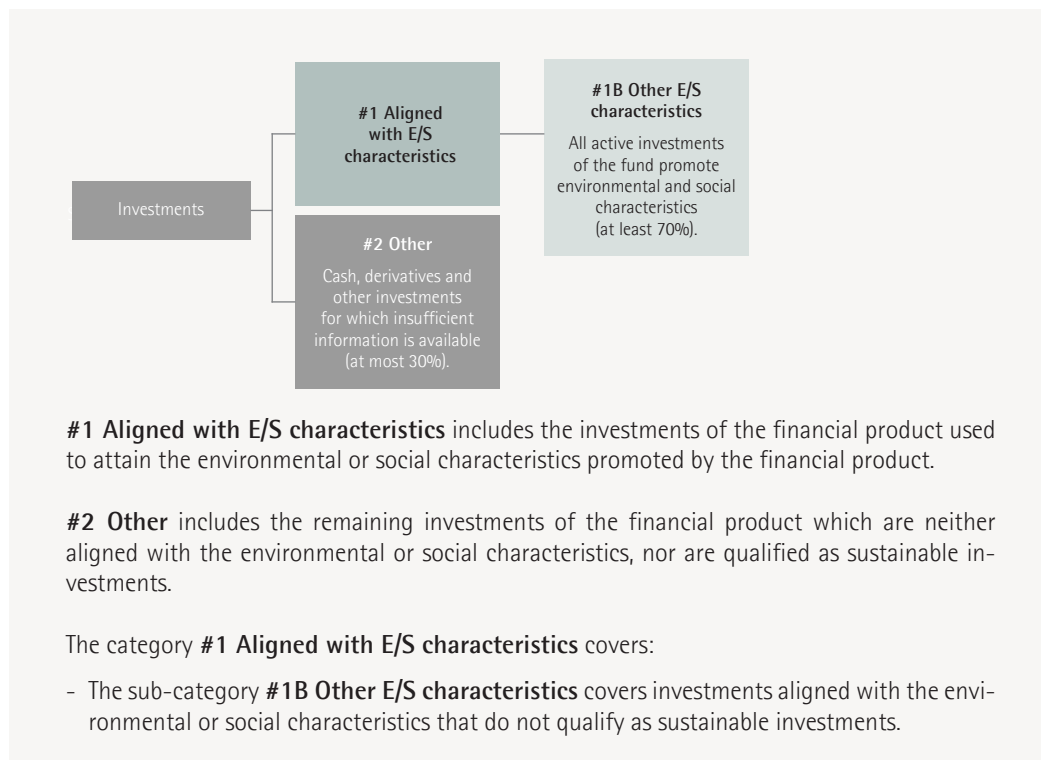 Investments
#1 Aligned
with E/S
characteristics
#2 Other
Cash, derivatives and
other investments
for which insufficient
information is available
(at most 30%).
#1B Other E/S
characteristics
All active investments
of the fund promote
environmental and social
characteristics
(at least 70%).
#1 Aligned with E/S characteristics includes the investments of the financial product used
to attain the environmental or social characteristics promoted by the financial product.
#2 Other includes the remaining investments of the financial product which are neither
aligned with the environmental or social characteristics, nor are qualified as sustainable in-
vestments.
The category #1 Aligned with E/S characteristics covers:
- The sub-category #1B Other E/S characteristics covers investments aligned with the envi-
ronmental or social characteristics that do not qualify as sustainable investments.